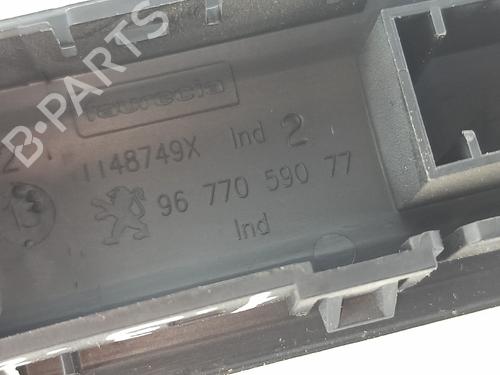 faurecia
1148749X Ind 2
96 770 590 77
Ind
B-PARTS